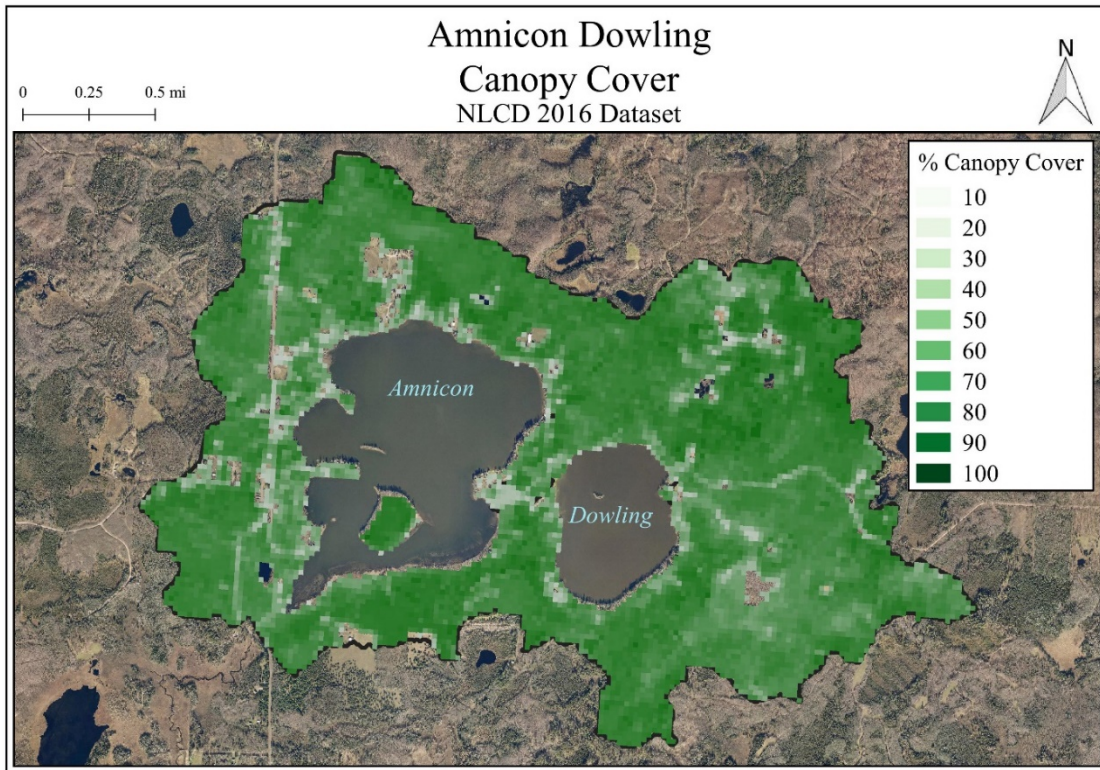 Amnicon Dowling
Canopy Cover
NLCD 2016 Dataset
0 0.25 0.5 mi
N
% Canopy Cover
10
20
30
40
50
60
70
80
90
100
Amnicon
Dowling